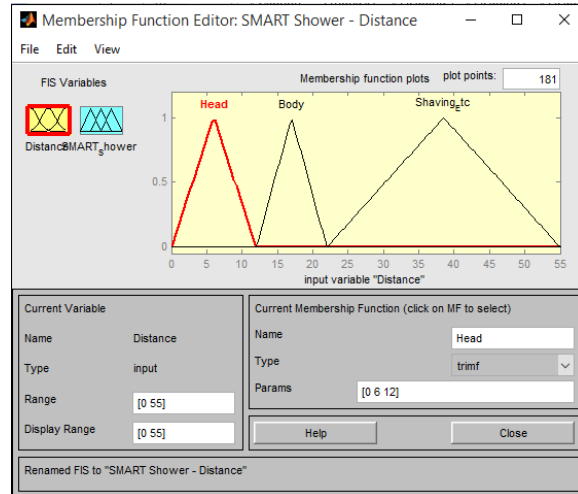 Membership Function Editor: SMART Shower - Distance
File Edit View
FIS Variables
Membership function plots plot points: 181
Head Body Shaving_Etc
Distance SMART_Shower
1
0.5
0
0 5 10 15 20 25 30 35 40 45 50 55
input variable "Distance"
Current Variable
Name Distance
Type input
Range [0 55]
Display Range [0 55]
Current Membership Function (click on MF to select)
Name Head
Type trimf
Params [0 6 12]
Help Close
Renamed FIS to "SMART Shower - Distance"